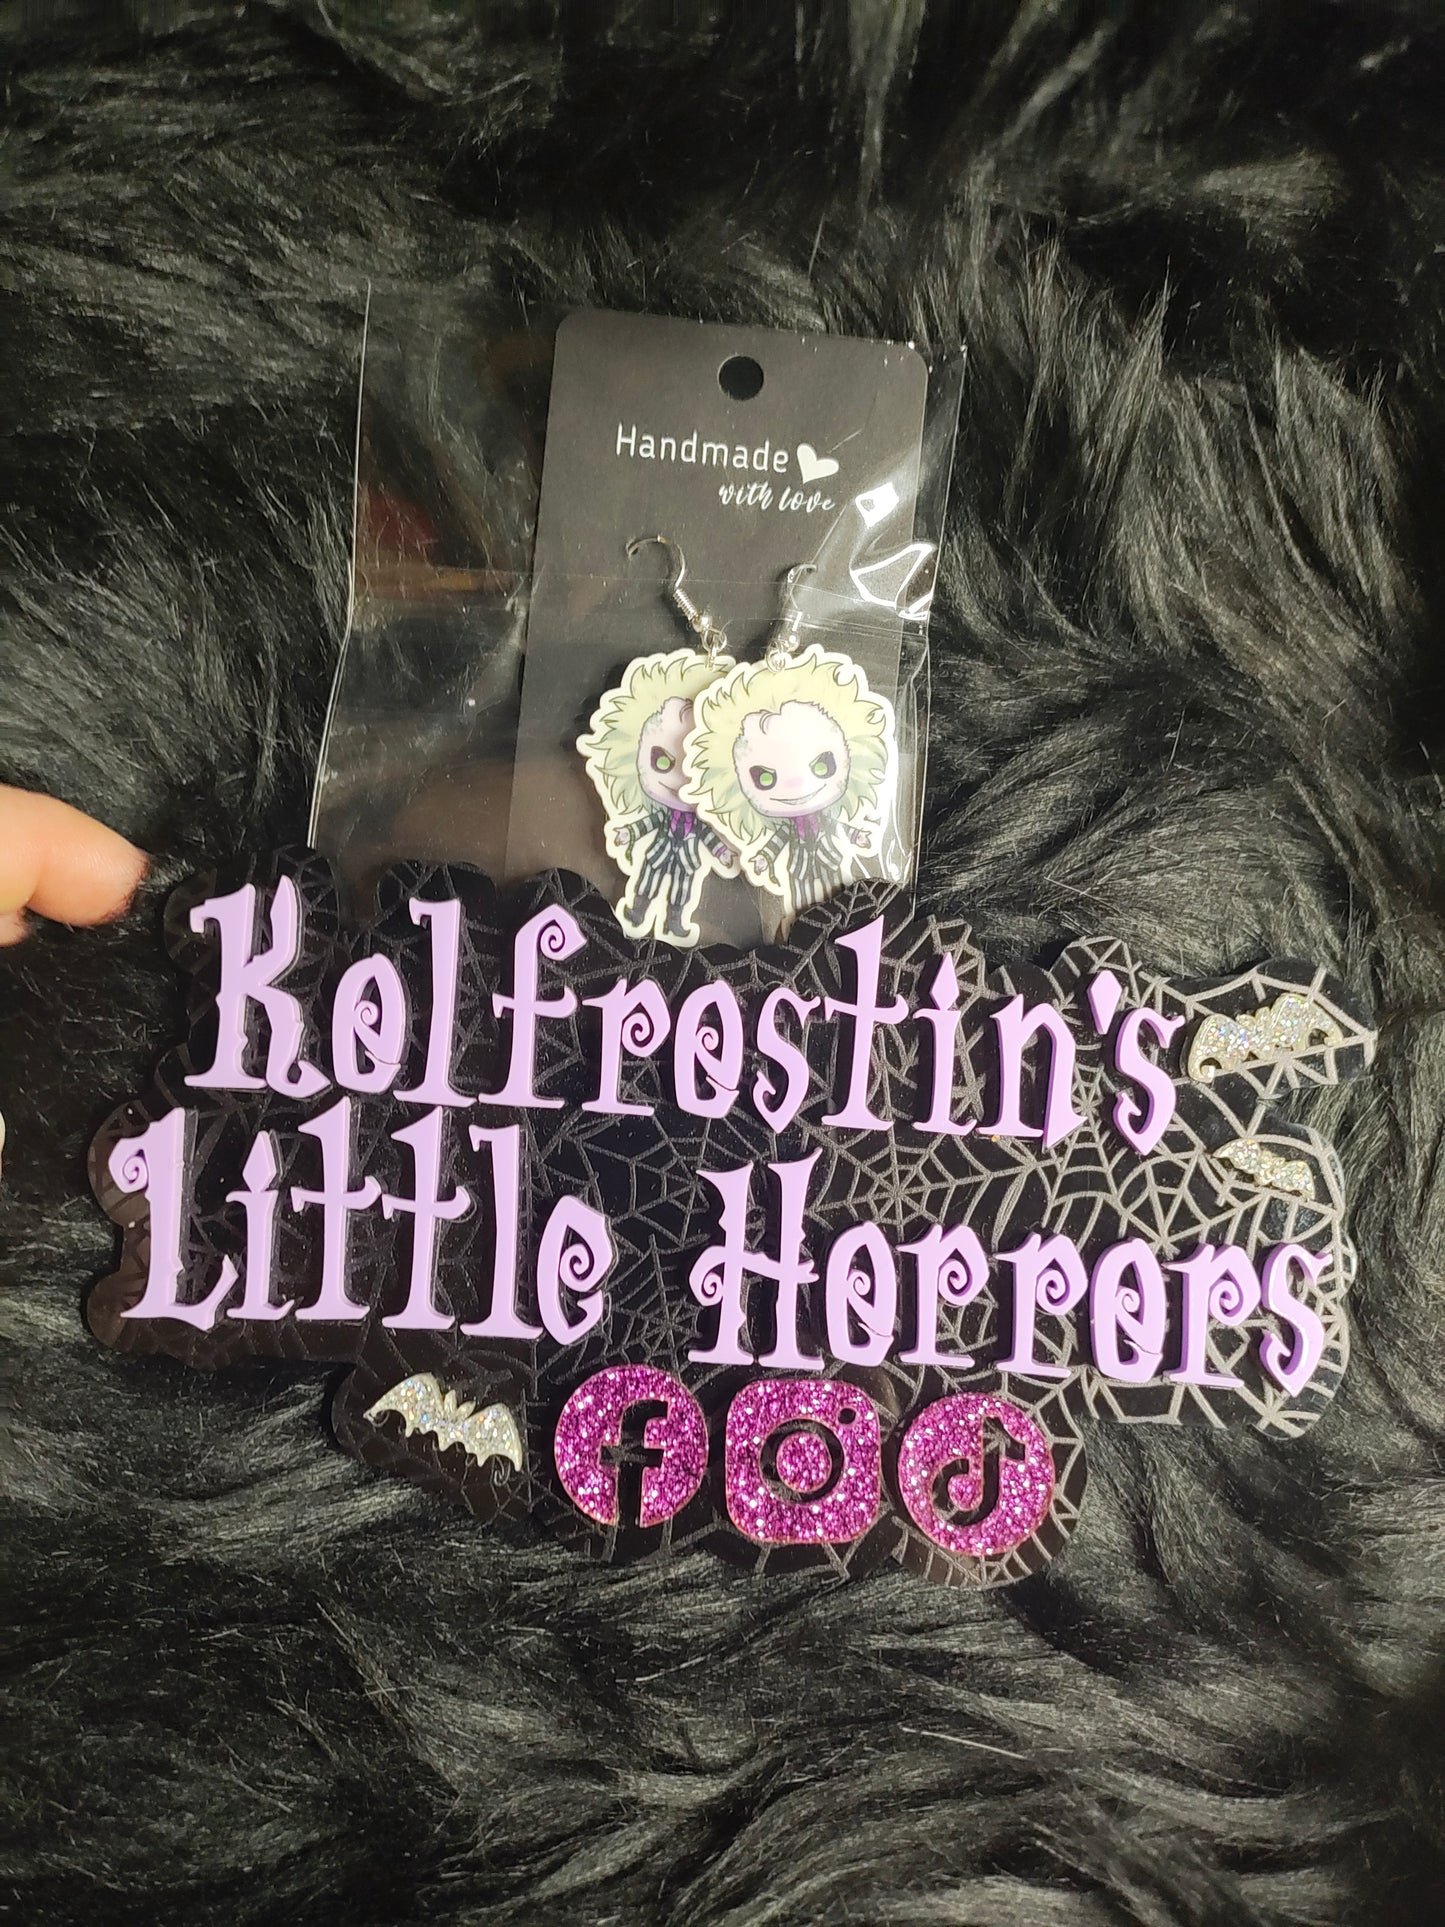 Handmade
with love
Kelfrestin's
Little Horrors